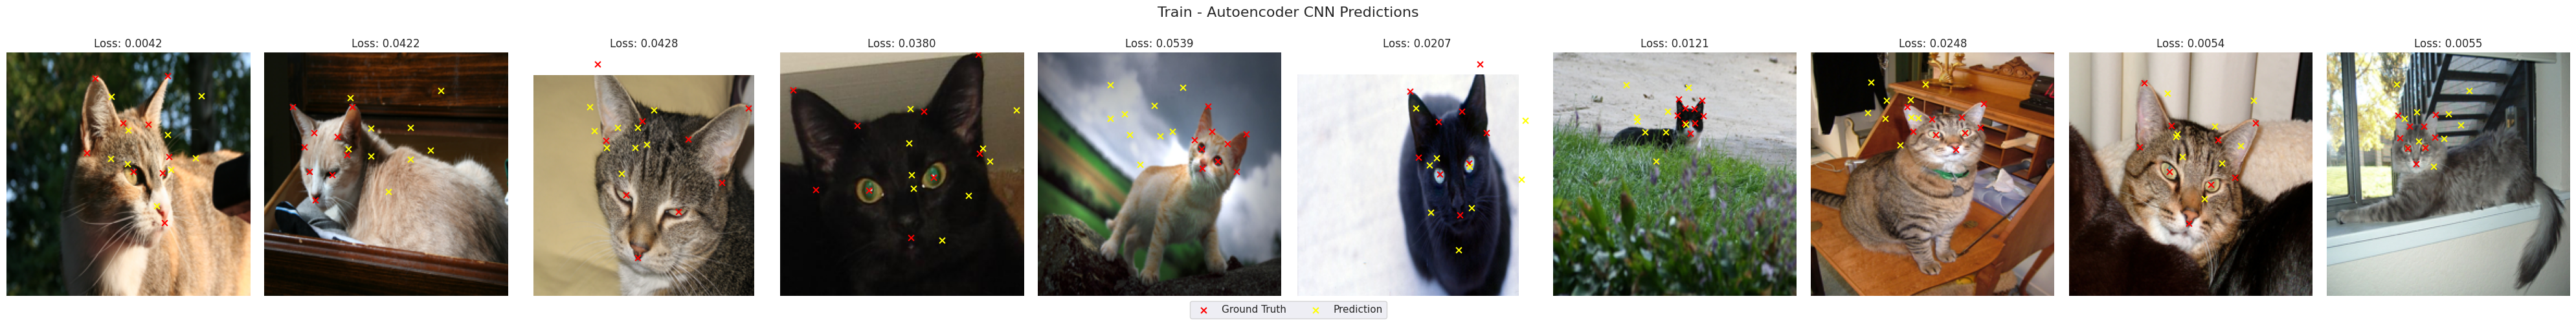 Train - Autoencoder CNN Predictions
Loss: 0.0042
Loss: 0.0422
Loss: 0.0428
Loss: 0.0380
Loss: 0.0539
Loss: 0.0207
Loss: 0.0121
Loss: 0.0248
Loss: 0.0054
Loss: 0.0055
Ground Truth
Prediction